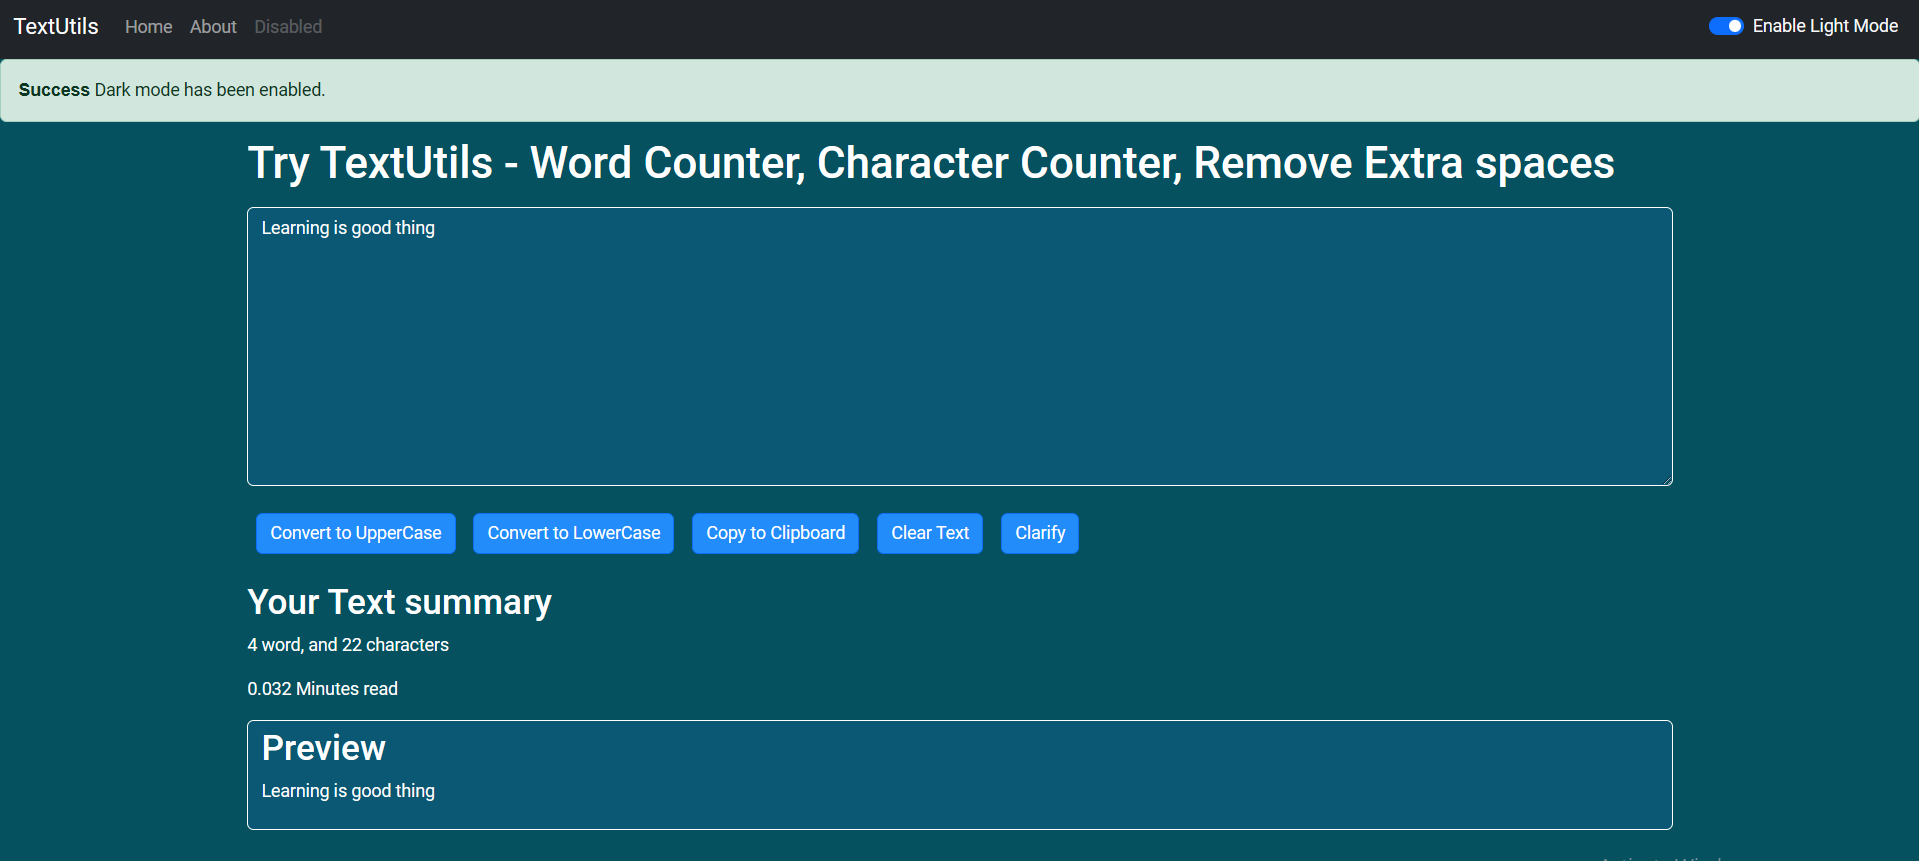 TextUtils Home About Disabled Enable Light Mode
Success Dark mode has been enabled.
Try TextUtils - Word Counter, Character Counter, Remove Extra spaces
Learning is good thing
Convert to UpperCase Convert to LowerCase Copy to Clipboard Clear Text Clarify
Your Text summary
4 word, and 22 characters
0.032 Minutes read
Preview
Learning is good thing